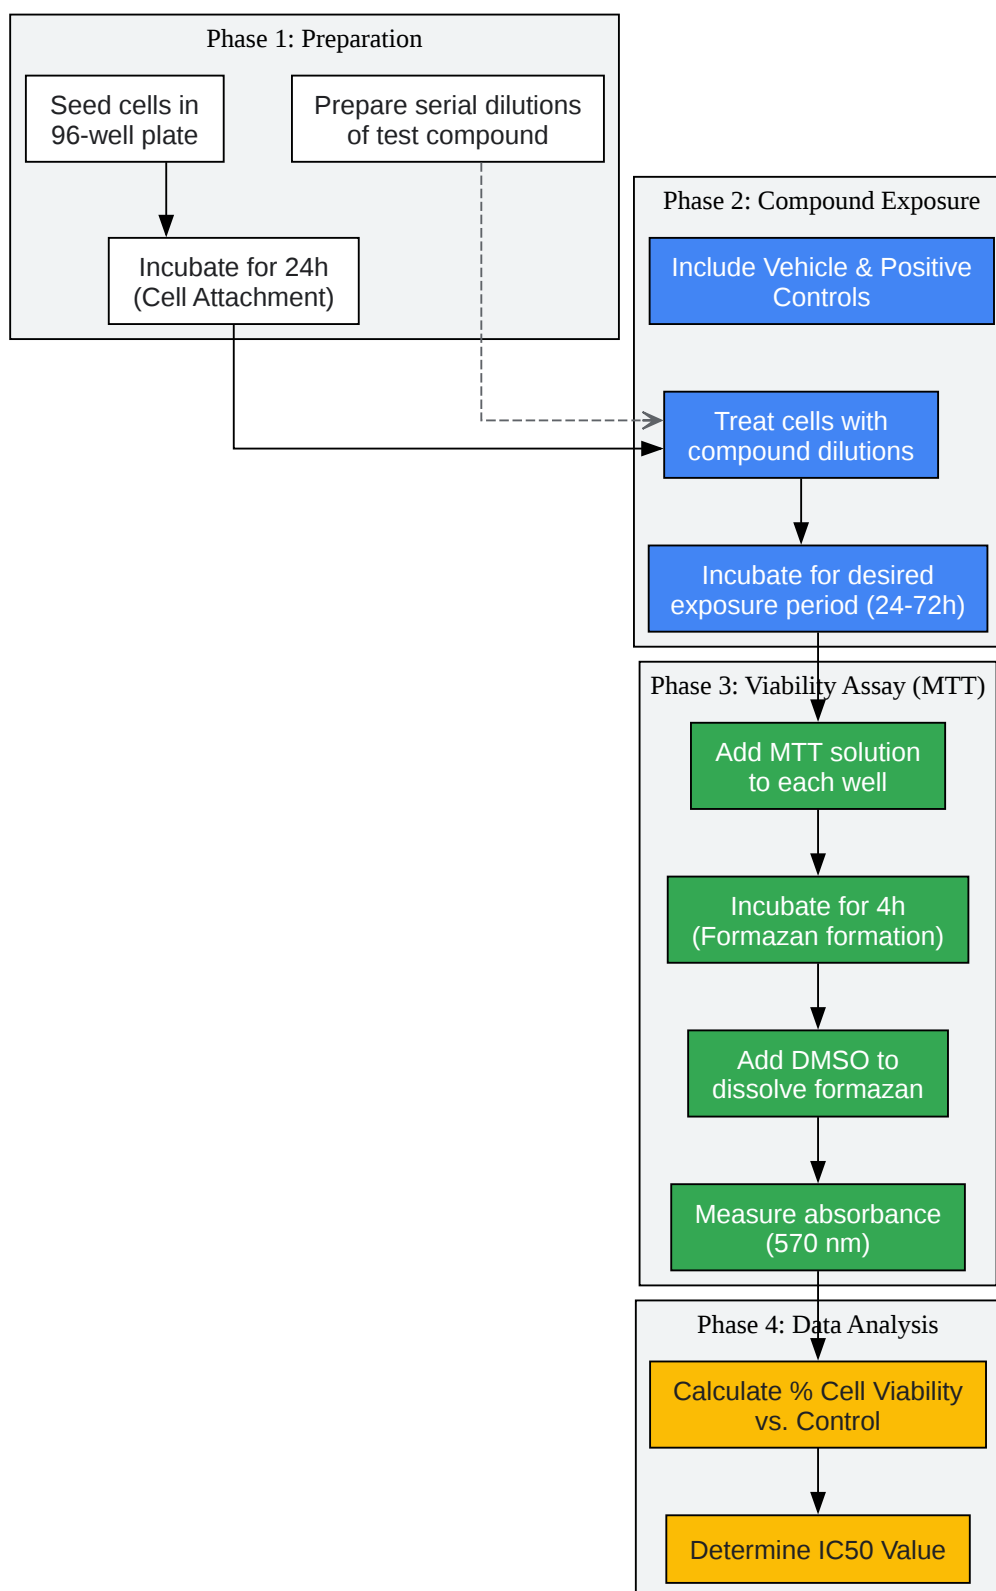 Phase 1: Preparation
Seed cells in
96-well plate
Prepare serial dilutions
of test compound
Incubate for 24h
(Cell Attachment)
Phase 2: Compound Exposure
Include Vehicle & Positive
Controls
Treat cells with
compound dilutions
Incubate for desired
exposure period (24-72h)
Phase 3: Viability Assay (MTT)
Add MTT solution
to each well
Incubate for 4h
(Formazan formation)
Add DMSO to
dissolve formazan
Measure absorbance
(570 nm)
Phase 4: Data Analysis
Calculate % Cell Viability
vs. Control
Determine IC50 Value